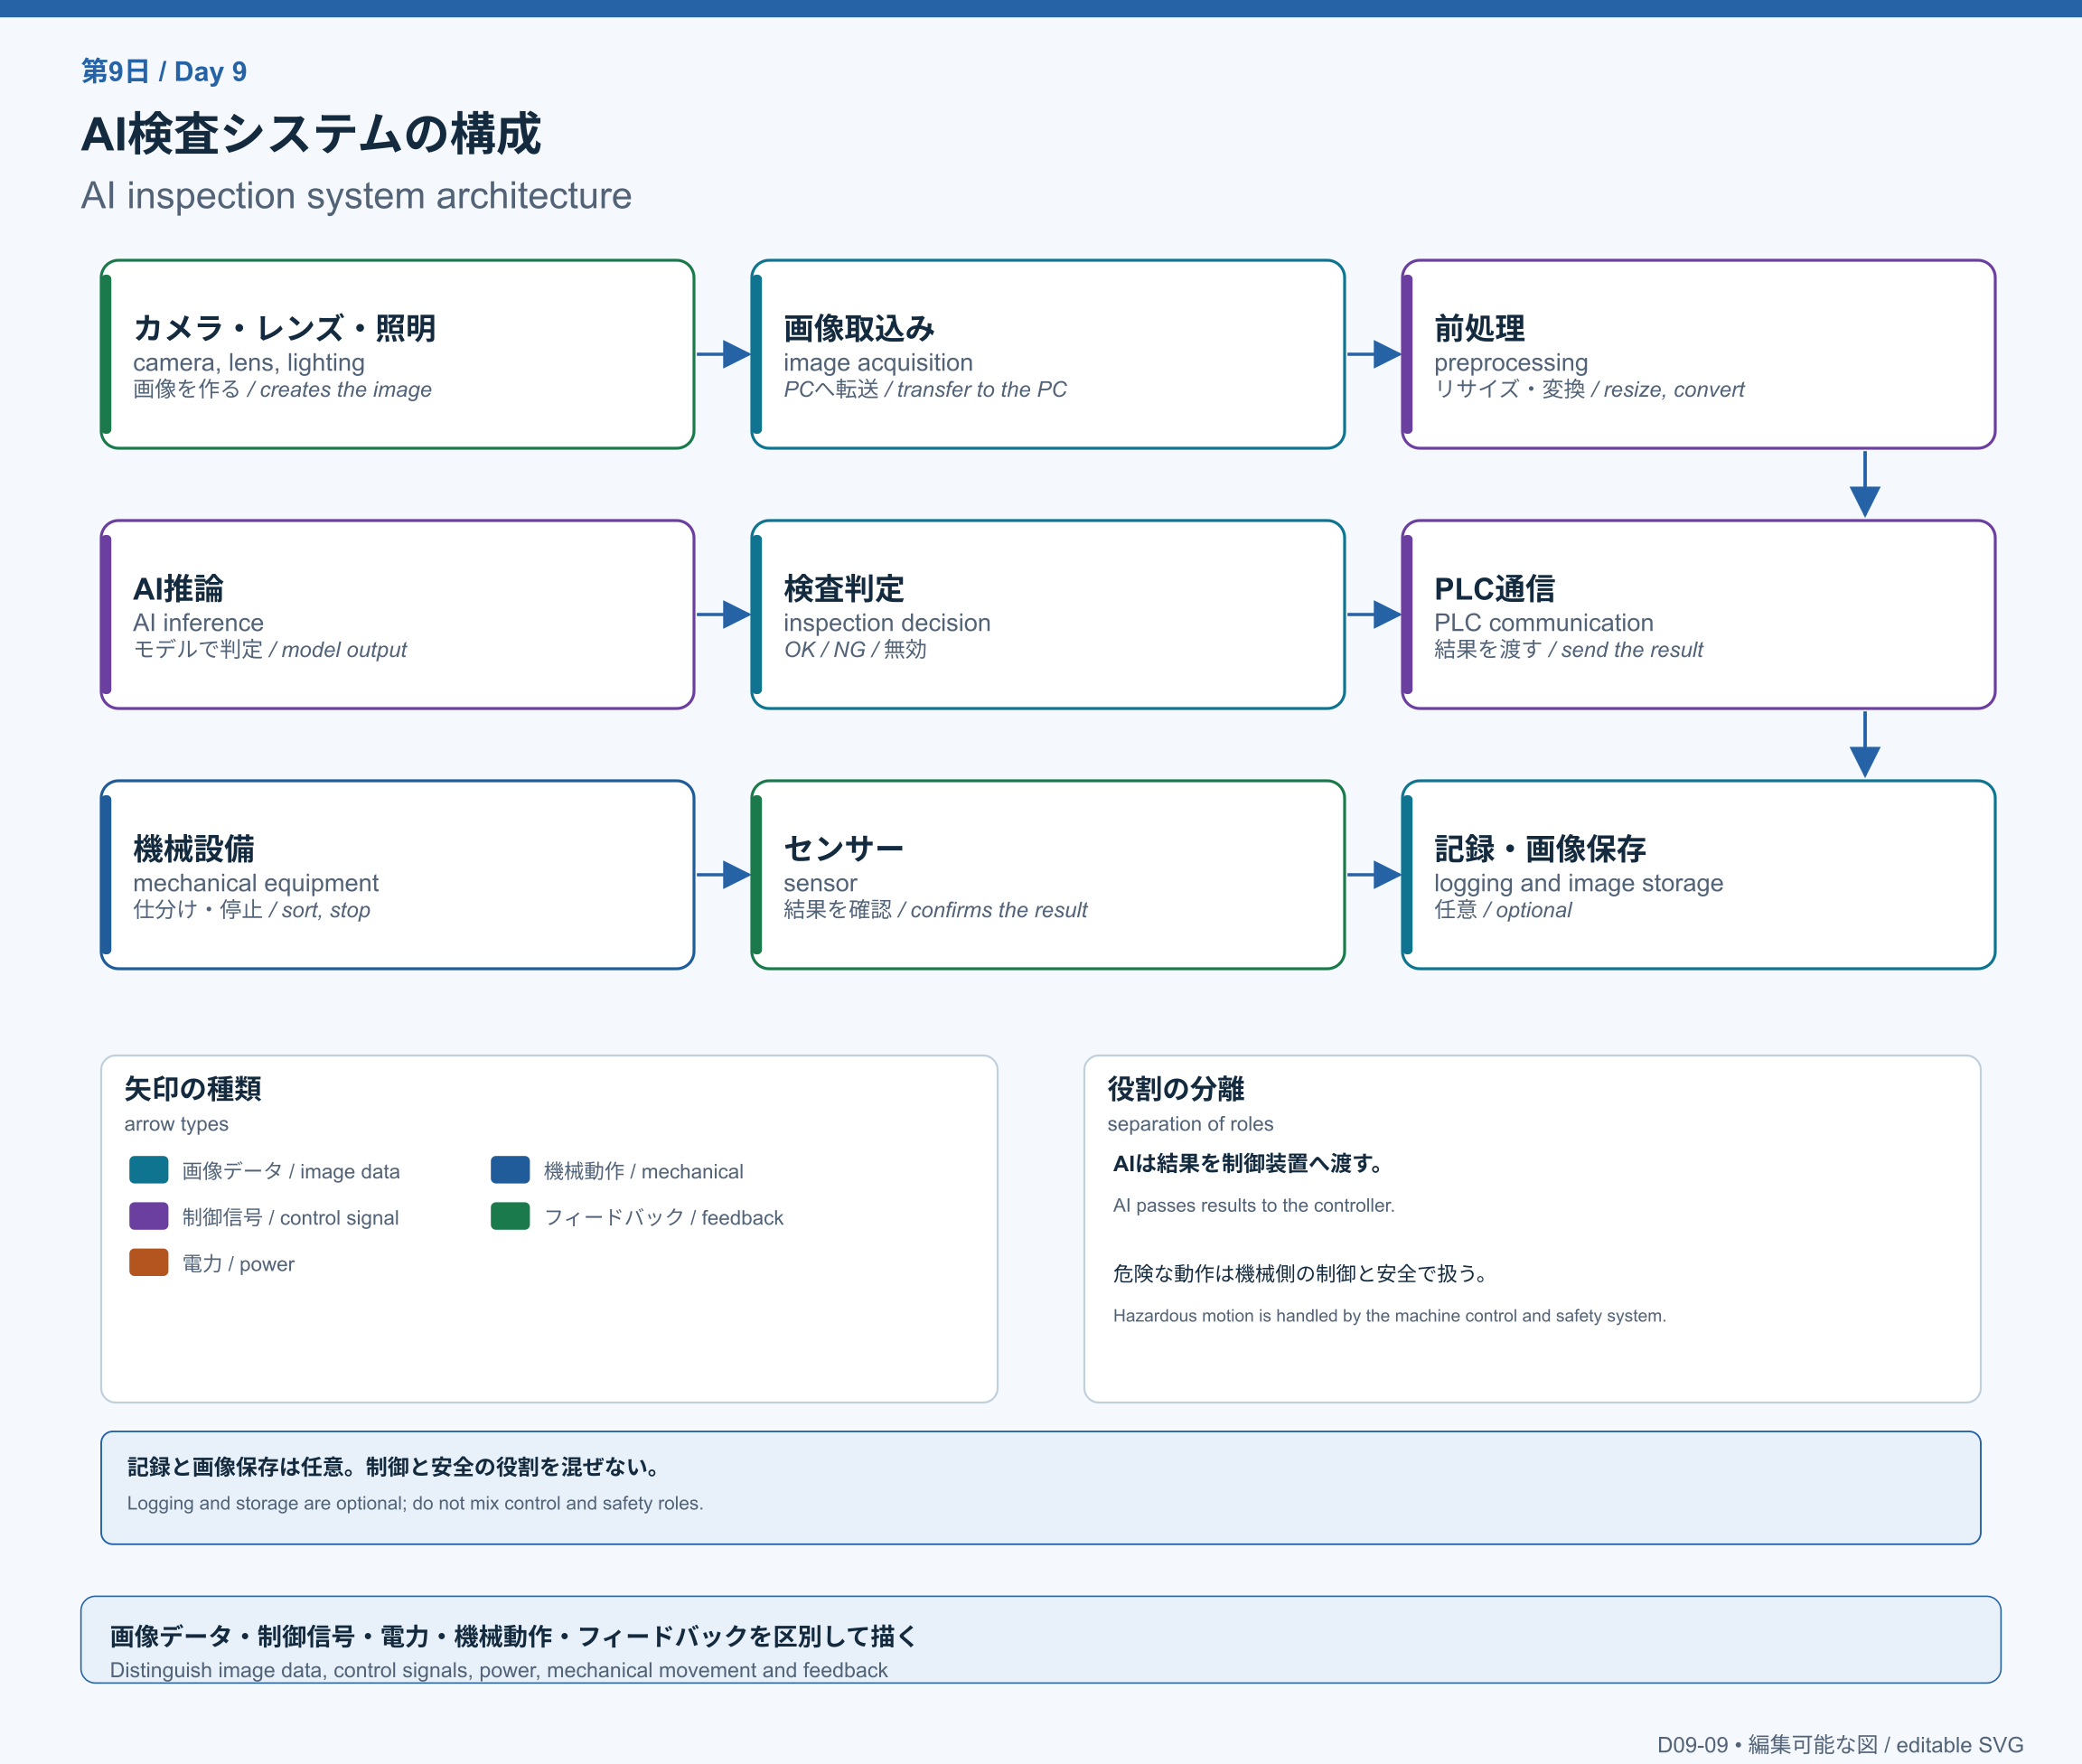 第9日 / Day 9
AI検査システムの構成
AI inspection system architecture
カメラ・レンズ・照明
camera, lens, lighting
画像を作る / creates the image
画像取込み
image acquisition
PCへ転送 / transfer to the PC
前処理
preprocessing
リサイズ・変換 / resize, convert
AI推論
AI inference
モデルで判定 / model output
検査判定
inspection decision
OK / NG / 無効
PLC通信
PLC communication
結果を渡す / send the result
機械設備
mechanical equipment
仕分け・停止 / sort, stop
センサー
sensor
結果を確認 / confirms the result
記録・画像保存
logging and image storage
任意 / optional
矢印の種類
arrow types
画像データ / image data
機械動作 / mechanical
制御信号 / control signal
フィードバック / feedback
電力 / power
役割の分離
separation of roles
AIは結果を制御装置へ渡す。
AI passes results to the controller.
危険な動作は機械側の制御と安全で扱う。
Hazardous motion is handled by the machine control and safety system.
記録と画像保存は任意。制御と安全の役割を混ぜない。
Logging and storage are optional; do not mix control and safety roles.
画像データ・制御信号・電力・機械動作・フィードバックを区別して描く
Distinguish image data, control signals, power, mechanical movement and feedback
D09-09 • 編集可能な図 / editable SVG